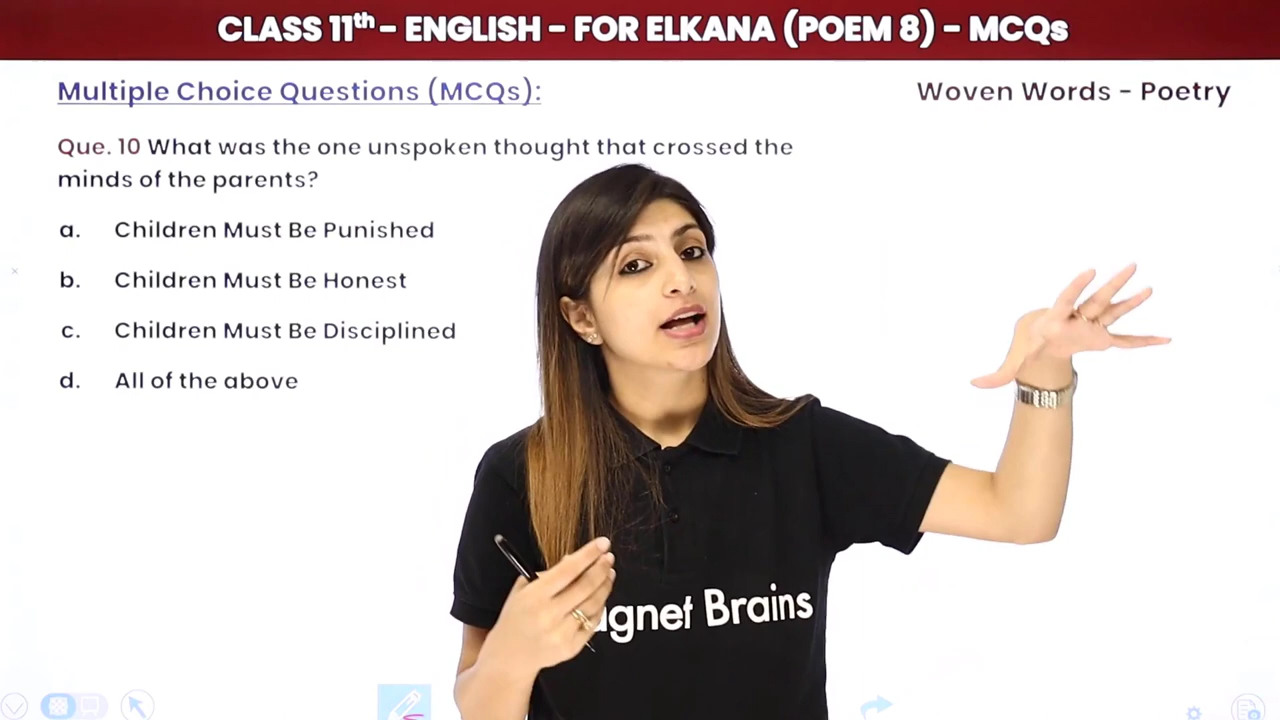 CLASS 11th - ENGLISH - FOR ELKANA (POEM 8) - MCQs
Multiple Choice Questions (MCQs):
Woven Words - Poetry
Que. 10 What was the one unspoken thought that crossed the
minds of the parents?
a. Children Must Be Punished
b. Children Must Be Honest
c. Children Must Be Disciplined
d. All of the above
agnet Brains